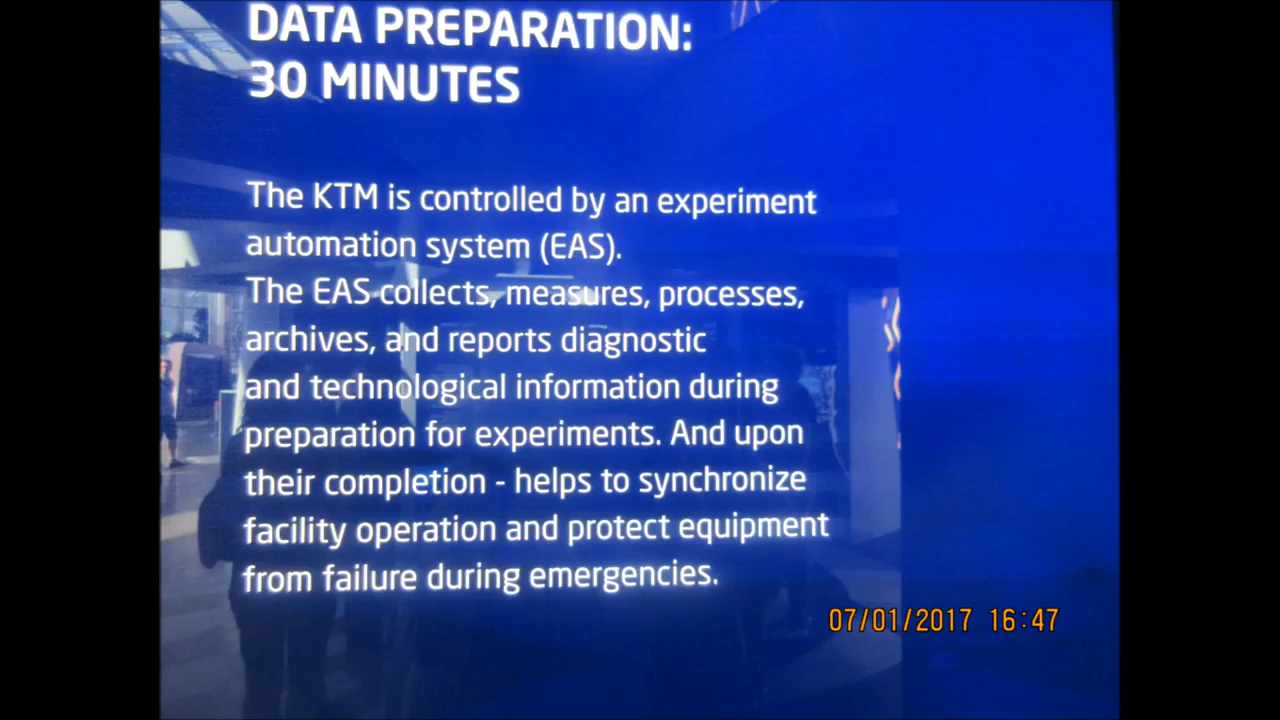 DATA PREPARATION:
30 MINUTES
The KTM is controlled by an experiment
automation system (EAS).
The EAS collects, measures, processes,
archives, and reports diagnostic
and technological information during
preparation for experiments. And upon
their completion - helps to synchronize
facility operation and protect equipment
from failure during emergencies.
07/01/2017 16:47